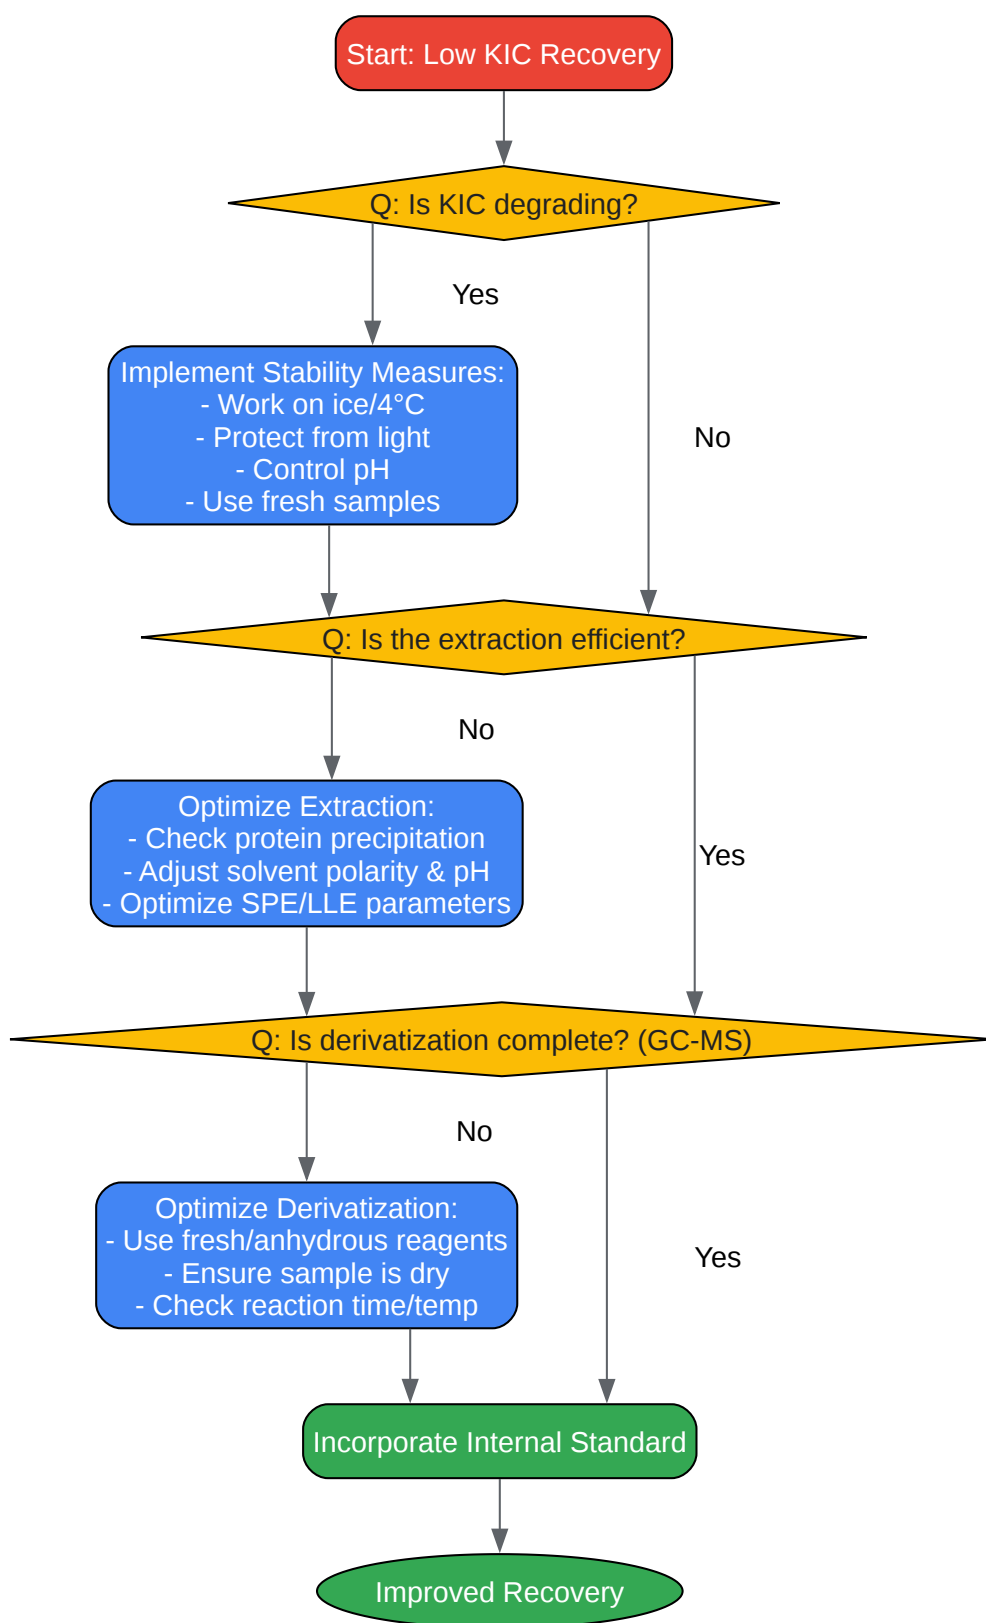 Start: Low KIC Recovery
Q: Is KIC degrading?
Yes
Implement Stability Measures:
- Work on ice/4°C
- Protect from light
- Control pH
- Use fresh samples
No
Q: Is the extraction efficient?
No
Optimize Extraction:
- Check protein precipitation
- Adjust solvent polarity & pH
- Optimize SPE/LLE parameters
Yes
Q: Is derivatization complete? (GC-MS)
No
Optimize Derivatization:
- Use fresh/anhydrous reagents
- Ensure sample is dry
- Check reaction time/temp
Yes
Incorporate Internal Standard
Improved Recovery